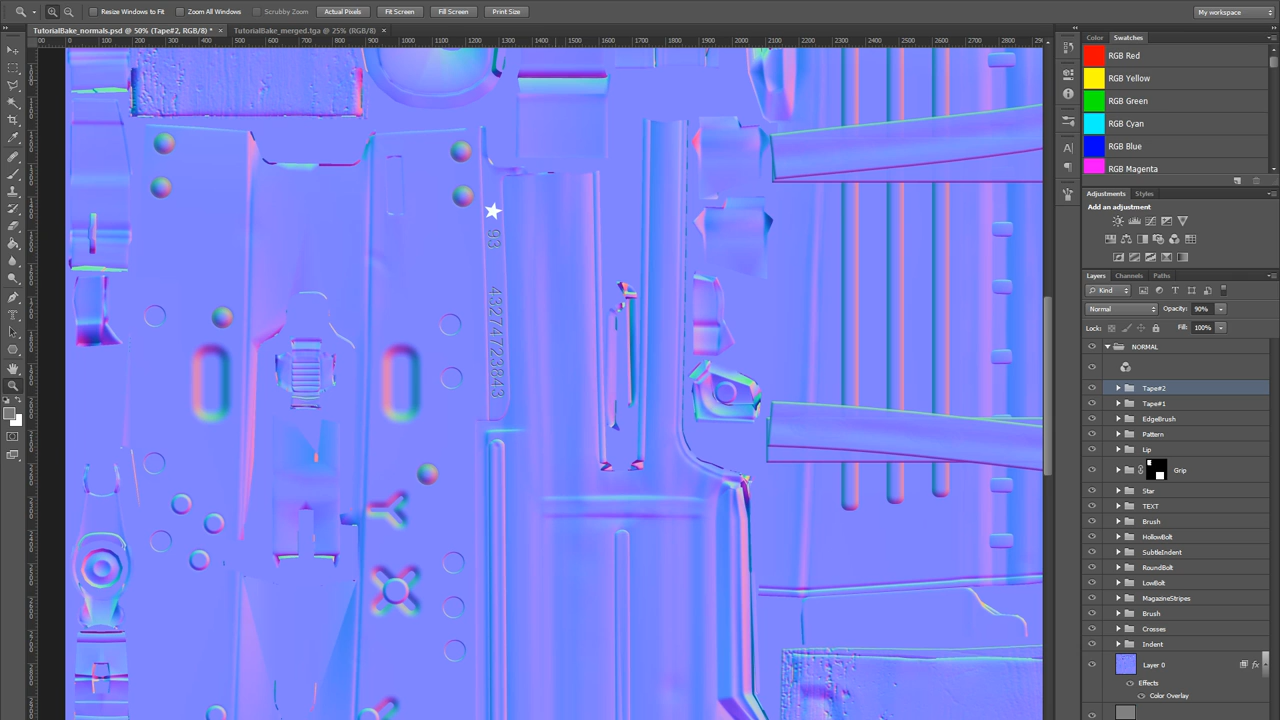 Resize Windows to Fit
Zoom All Windows
Scrubby Zoom
Actual Pixels
Fit Screen
Fill Screen
Print Size
My workspace
TutorialBake_normals.psd @ 50% (Tape#2, RGB/8) *
TutorialBake_merged.tga @ 25% (RGB/8)
Color
Swatches
RGB Red
RGB Yellow
RGB Green
RGB Cyan
RGB Blue
RGB Magenta
Adjustments
Styles
Add an adjustment
Layers
Channels
Paths
Kind
Normal
Opacity: 90%
Lock:
Fill: 100%
NORMAL
Tape#2
Tape#1
EdgeBrush
Pattern
Lip
Grip
Star
TEXT
Brush
HollowBolt
SubtleIndent
RoundBolt
LowBolt
MagazineStripes
Brush
Crosses
Indent
Layer 0
fx
Effects
Color Overlay
93 43274723843